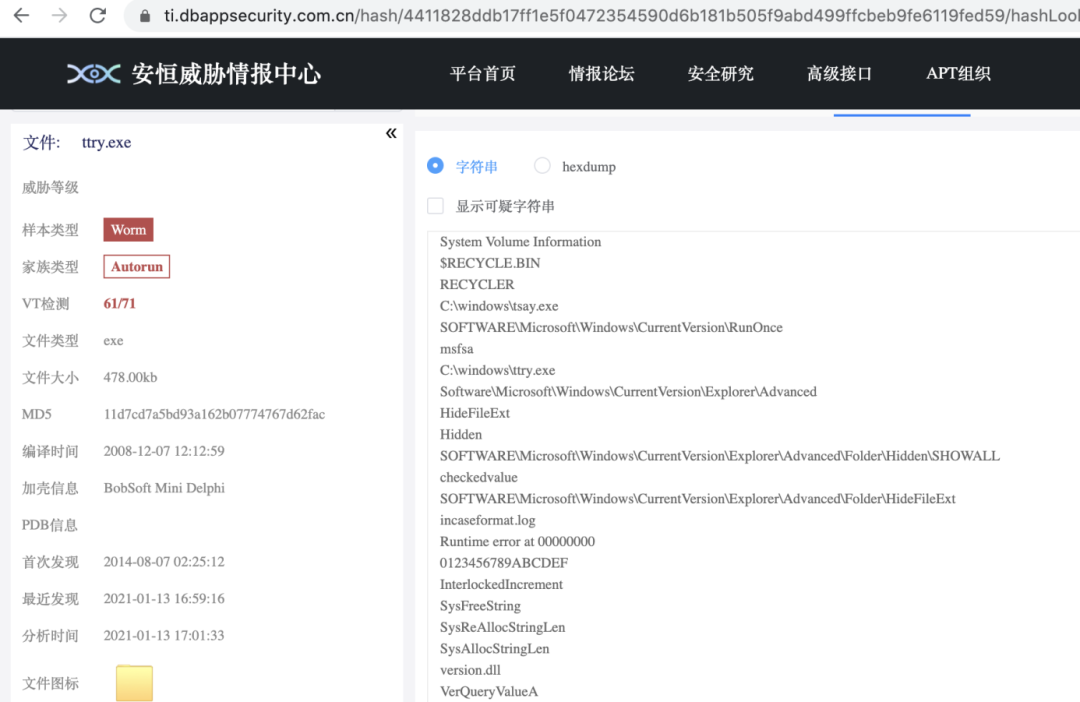 ti.dbappsecurity.com.cn/hash/4411828ddb17ff1e5f0472354590d6b181b505f9abd499ffcbeb9fe6119fed59/hashLool
安恒威胁情报中心 平台首页 情报论坛 安全研究 高级接口 APT组织
文件: ttry.exe
«
威胁等级
样本类型 Worm
家族类型 Autorun
VT检测 61/71
文件类型 exe
文件大小 478.00kb
MD5 11d7cd7a5bd93a162b07774767d62fac
编译时间 2008-12-07 12:12:59
加壳信息 BobSoft Mini Delphi
PDB信息
首次发现 2014-08-07 02:25:12
最近发现 2021-01-13 16:59:16
分析时间 2021-01-13 17:01:33
文件图标
字符串 hexdump
显示可疑字符串
System Volume Information
$RECYCLE.BIN
RECYCLER
C:\windows\tsay.exe
SOFTWARE\Microsoft\Windows\CurrentVersion\RunOnce
msfsa
C:\windows\ttry.exe
Software\Microsoft\Windows\CurrentVersion\Explorer\Advanced
HideFileExt
Hidden
SOFTWARE\Microsoft\Windows\CurrentVersion\Explorer\Advanced\Folder\Hidden\SHOWALL
checkedvalue
SOFTWARE\Microsoft\Windows\CurrentVersion\Explorer\Advanced\Folder\HideFileExt
incaseformat.log
Runtime error at 00000000
0123456789ABCDEF
InterlockedIncrement
SysFreeString
SysReAllocStringLen
SysAllocStringLen
version.dll
VerQueryValueA